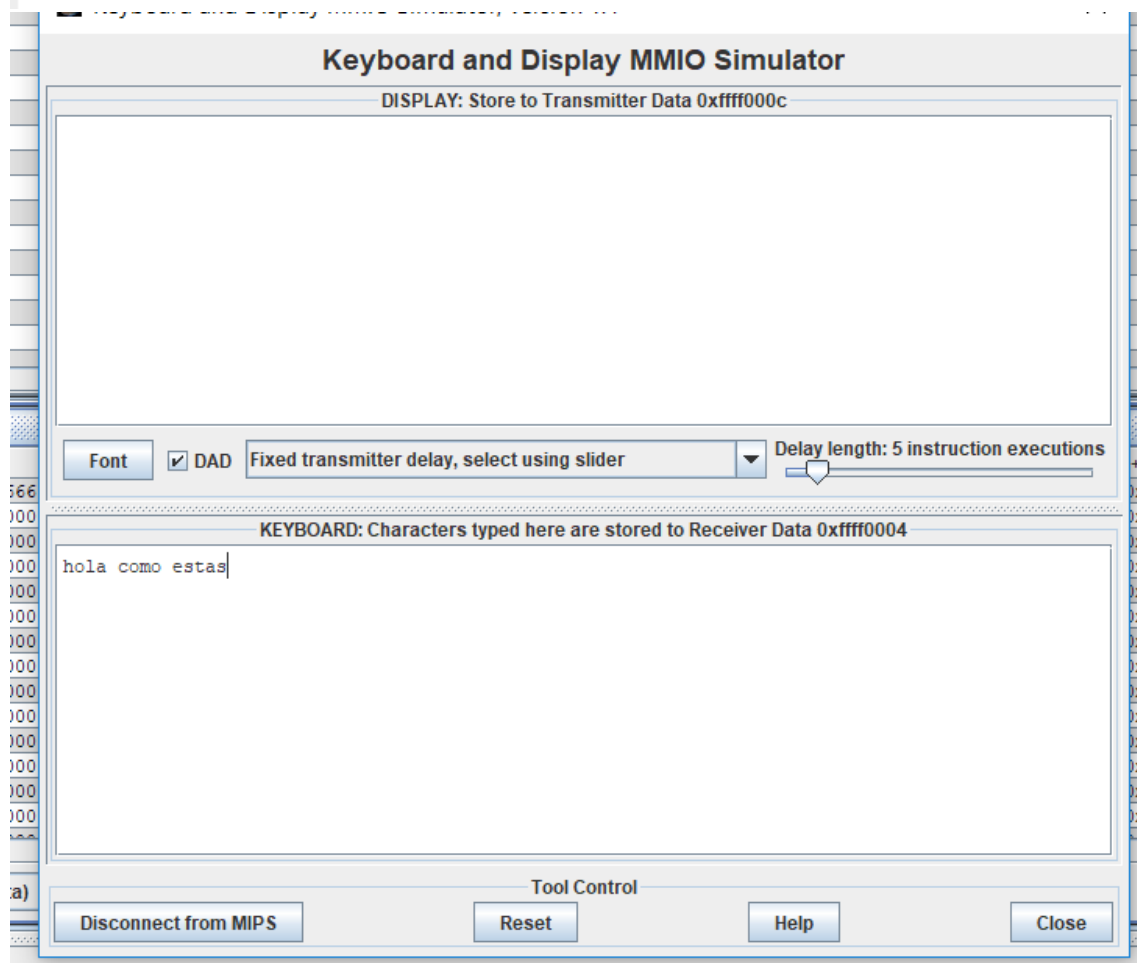 Keyboard and Display MMIO Simulator
DISPLAY: Store to Transmitter Data 0xffff000c
Font
DAD
Fixed transmitter delay, select using slider
Delay length: 5 instruction executions
KEYBOARD: Characters typed here are stored to Receiver Data 0xffff0004
hola como estas
Tool Control
Disconnect from MIPS
Reset
Help
Close